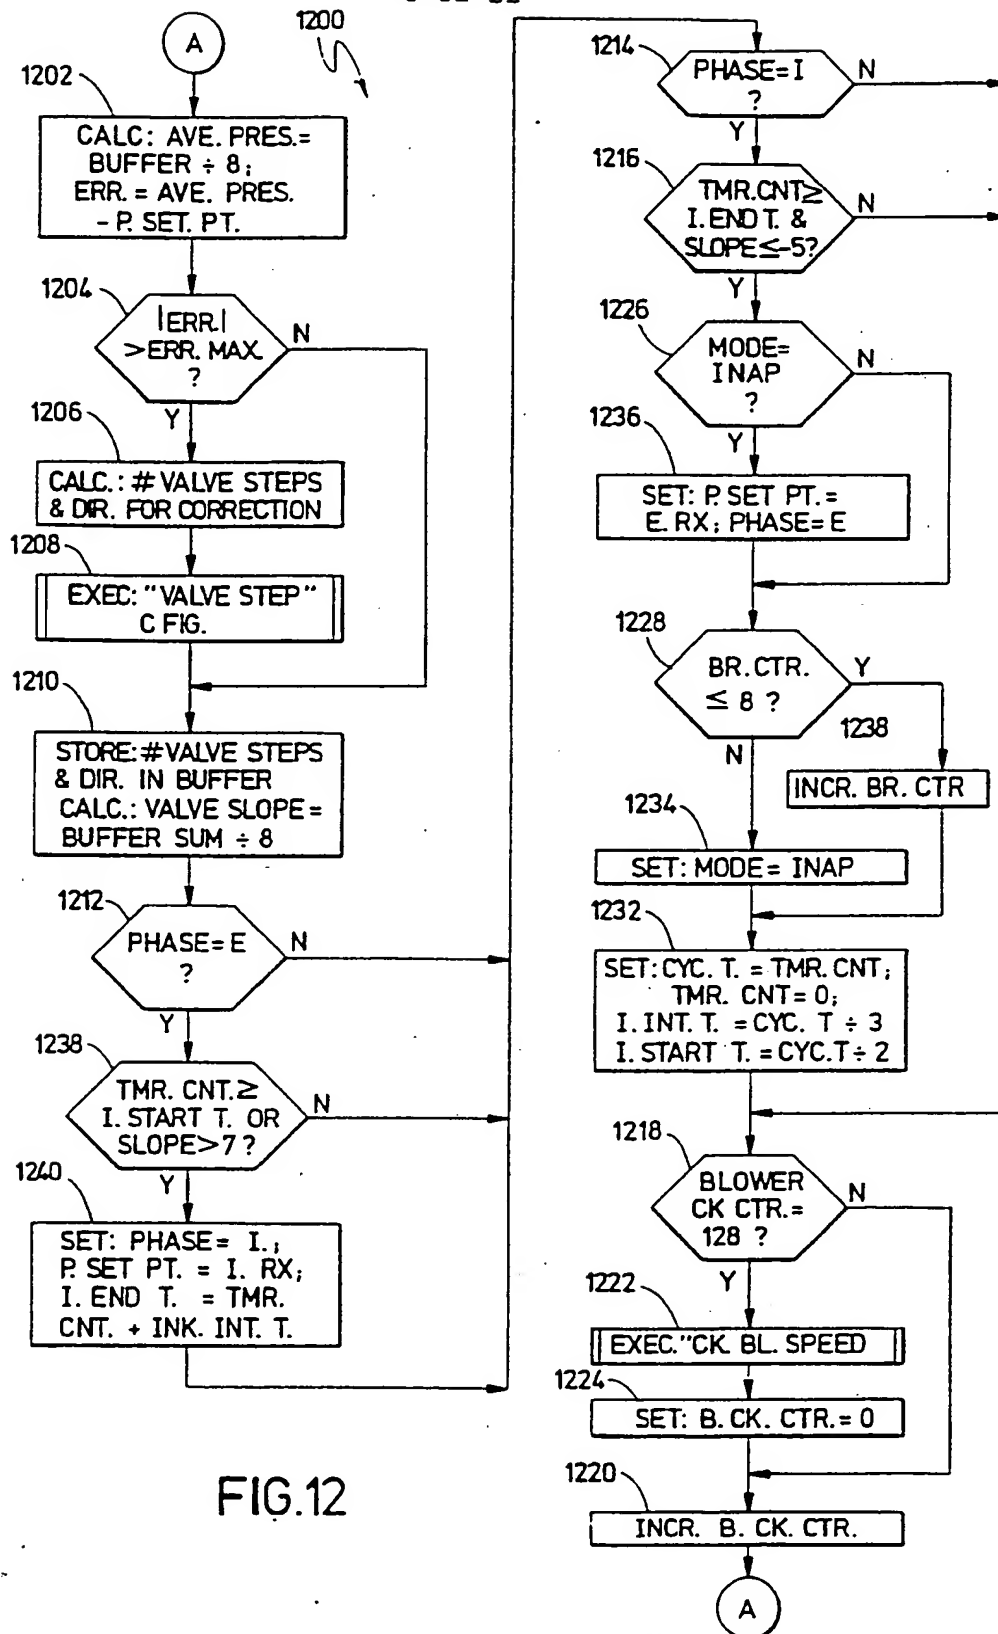 1200
A
1202
CALC: AVE. PRES.=
BUFFER ÷ 8;
ERR. = AVE. PRES.
- P. SET. PT.
1204
|ERR.|
>ERR. MAX.
?
N
Y
1206
CALC.: # VALVE STEPS
& DIR. FOR CORRECTION
1208
EXEC: "VALVE STEP"
C FIG.
1210
STORE: #VALVE STEPS
& DIR. IN BUFFER
CALC.: VALVE SLOPE=
BUFFER SUM ÷ 8
1212
PHASE=E
?
N
Y
1238
TMR. CNT.≥
I. START T. OR
SLOPE>7?
N
Y
1240
SET: PHASE= I.;
P. SET PT. = I. RX;
I. END T. = TMR.
CNT. + INK. INT. T.
1214
PHASE=I
?
N
Y
1216
TMR.CNT≥
I.END T. &
SLOPE≤-5?
N
Y
1226
MODE=
INAP
?
N
Y
1236
SET: P. SET PT.=
E. RX; PHASE=E
1228
BR.CTR.
≤ 8 ?
Y
N
1238
INCR. BR. CTR
1234
SET: MODE= INAP
1232
SET:CYC. T. = TMR.CNT;
TMR. CNT=0;
I. INT. T. =CYC. T ÷ 3
I. START T. =CYC.T÷2
1218
BLOWER
CK CTR.=
128 ?
N
Y
1222
EXEC."CK. BL. SPEED
1224
SET: B. CK. CTR.= 0
1220
INCR. B. CK. CTR.
A
FIG.12